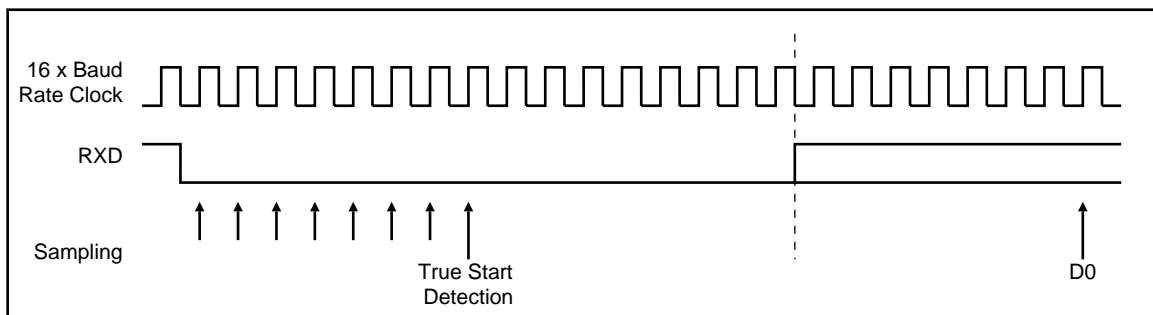 16 x Baud
Rate Clock
RXD
Sampling
True Start
Detection
D0